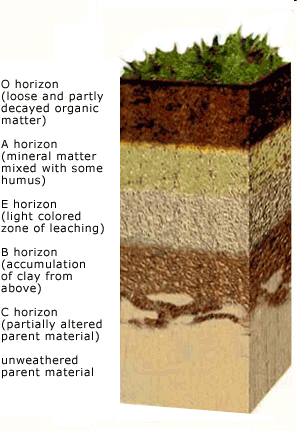 O horizon
(loose and partly
decayed organic
matter)
A horizon
(mineral matter
mixed with some
humus)
E horizon
(light colored
zone of leaching)
B horizon
(accumulation
of clay from
above)
C horizon
(partially altered
parent material)
unweathered
parent material